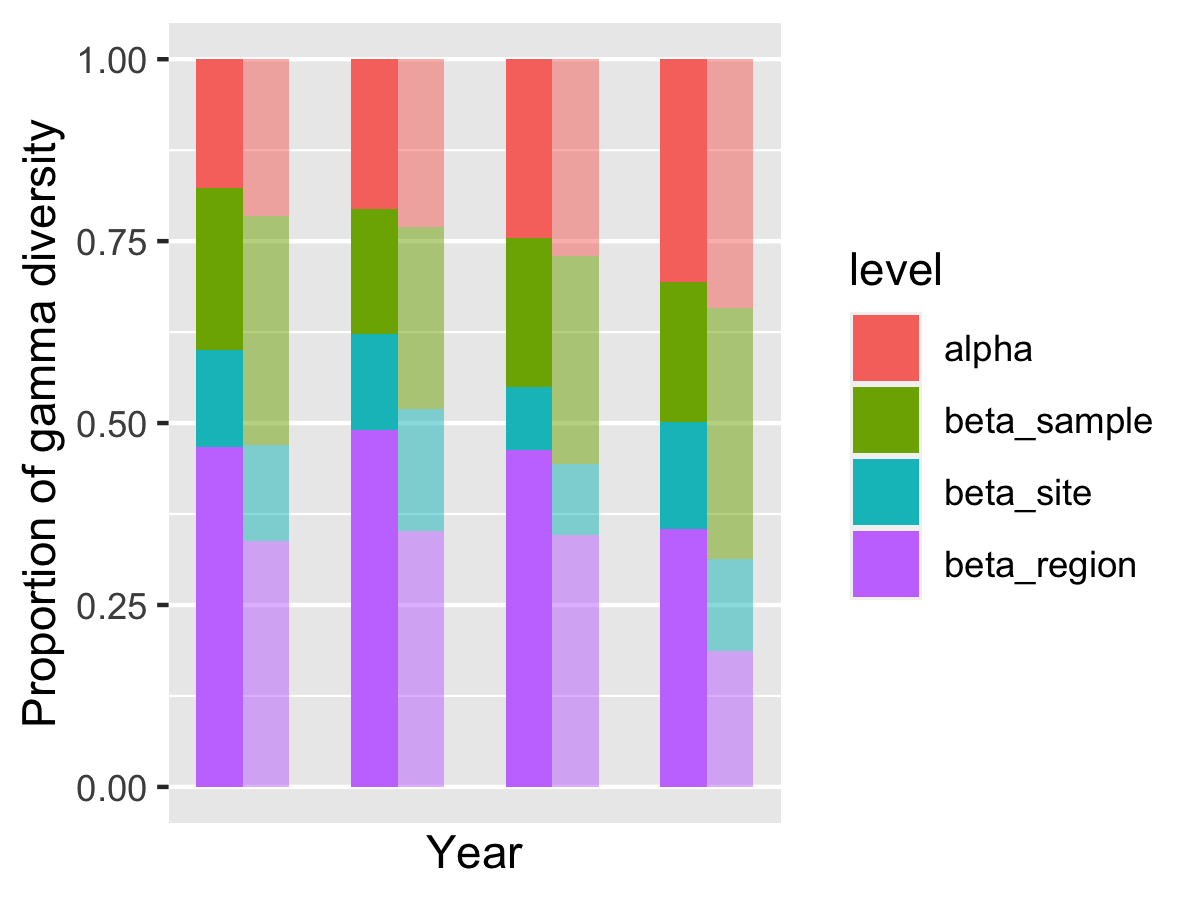 Proportion of gamma diversity
1.00
0.75
0.50
0.25
0.00
Year
level
alpha
beta_sample
beta_site
beta_region